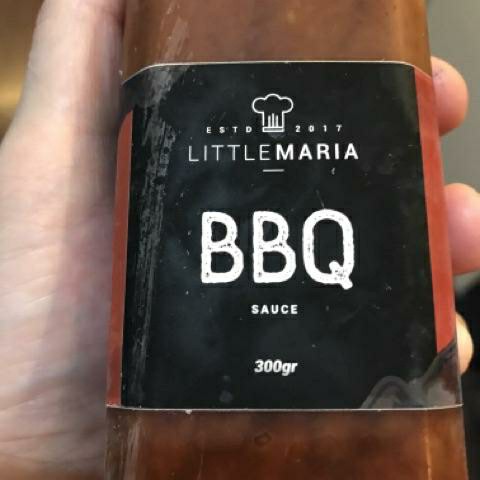 ESTD 2017
LITTLEMARIA
BBQ
SAUCE
300gr